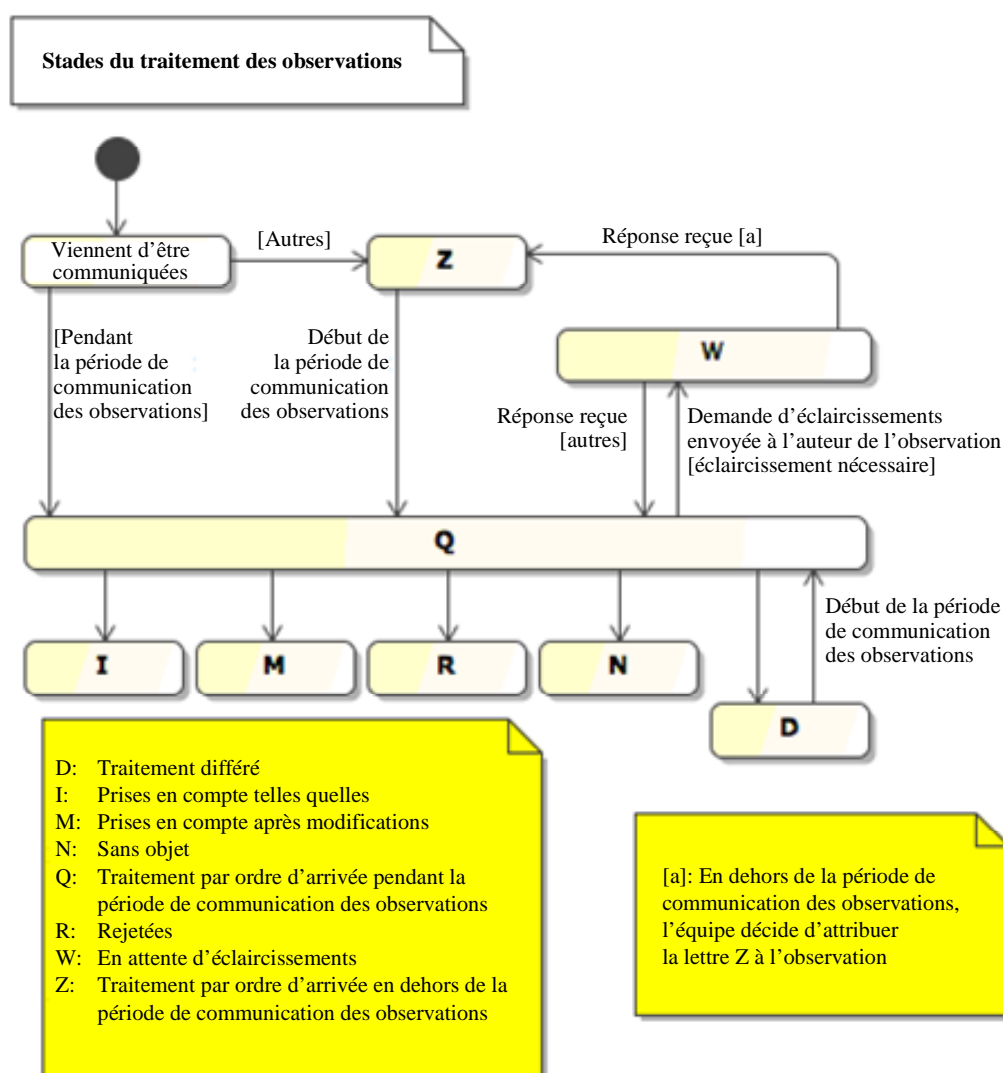 Stades du traitement des observations
Viennent d'être
communiquées
[Autres]
Z
Réponse reçue [a]
W
[Pendant
la période de
communication
des observations]
Début de
la période de
communication
des observations
Réponse reçue
[autres]
Demande d'éclaircissements
envoyée à l'auteur de l'observation
[éclaircissement nécessaire]
Q
I
M
R
N
Début de la période
de communication
des observations
D
D: Traitement différé
I: Prises en compte telles quelles
M: Prises en compte après modifications
N: Sans objet
Q: Traitement par ordre d'arrivée pendant la
période de communication des observations
R: Rejetées
W: En attente d'éclaircissements
Z: Traitement par ordre d'arrivée en dehors de la
période de communication des observations
[a]: En dehors de la période de
communication des observations,
l'équipe décide d'attribuer
la lettre Z à l'observation